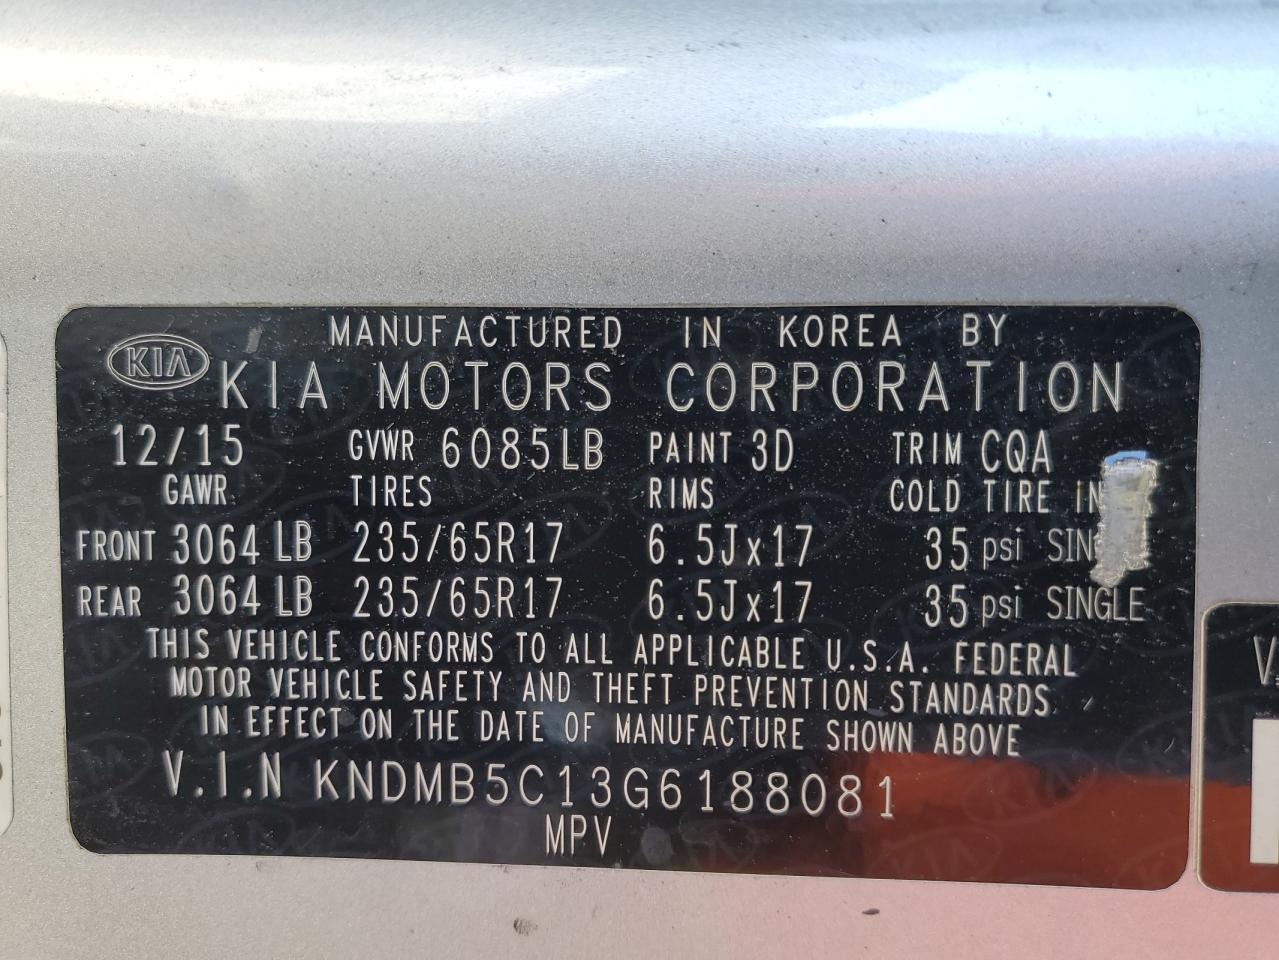 MANUFACTURED IN KOREA BY
KIA KIA MOTORS CORPORATION
12/15 GVWR 6085LB PAINT 3D TRIM CQA
GAWR TIRES RIMS COLD TIRE IN
FRONT 3064 LB 235/65R17 6.5Jx17 35 psi SIN
REAR 3064 LB 235/65R17 6.5Jx17 35 psi SINGLE
THIS VEHICLE CONFORMS TO ALL APPLICABLE U.S.A. FEDERAL
MOTOR VEHICLE SAFETY AND THEFT PREVENTION STANDARDS
IN EFFECT ON THE DATE OF MANUFACTURE SHOWN ABOVE
V.I.N KNDMB5C13G6188081
MPV